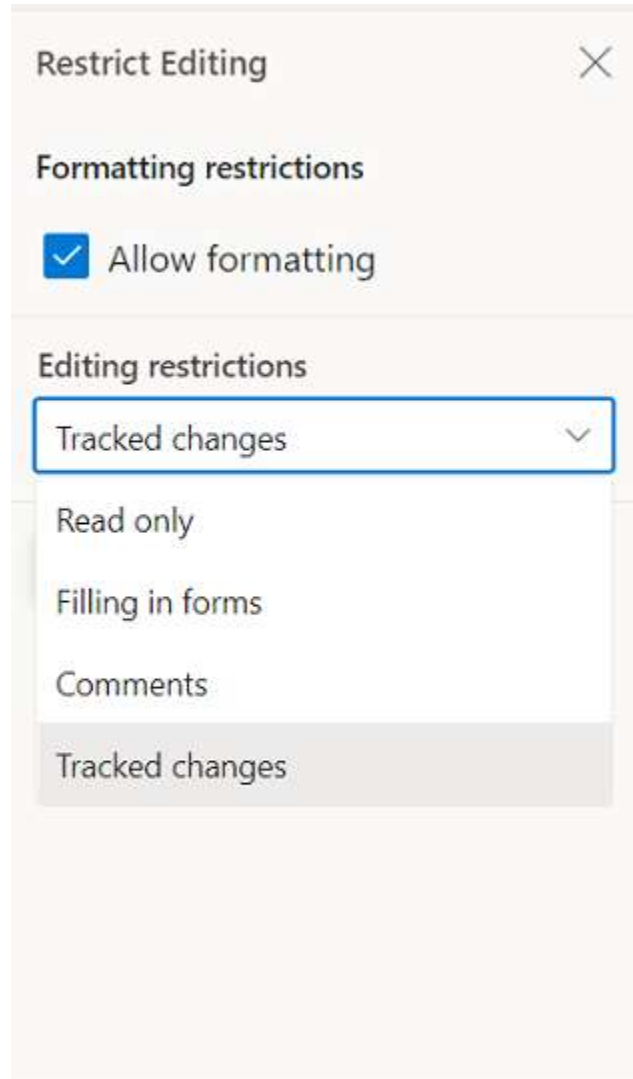 Restrict Editing
Formatting restrictions
Allow formatting
Editing restrictions
Tracked changes
Read only
Filling in forms
Comments
Tracked changes